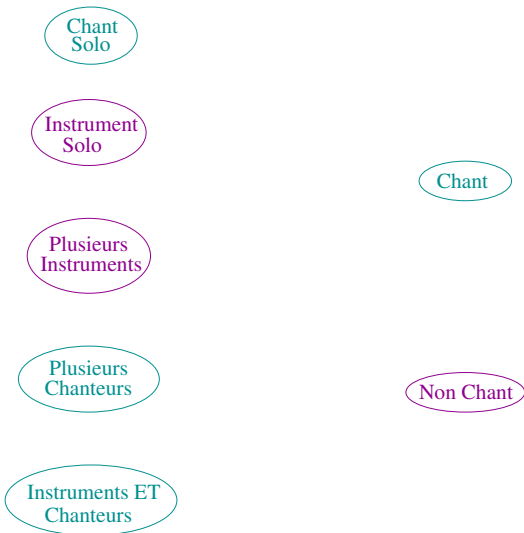 Chant
Solo
Instrument
Solo
Chant
Plusieurs
Instruments
Plusieurs
Chanteurs
Non Chant
Instruments ET
Chanteurs